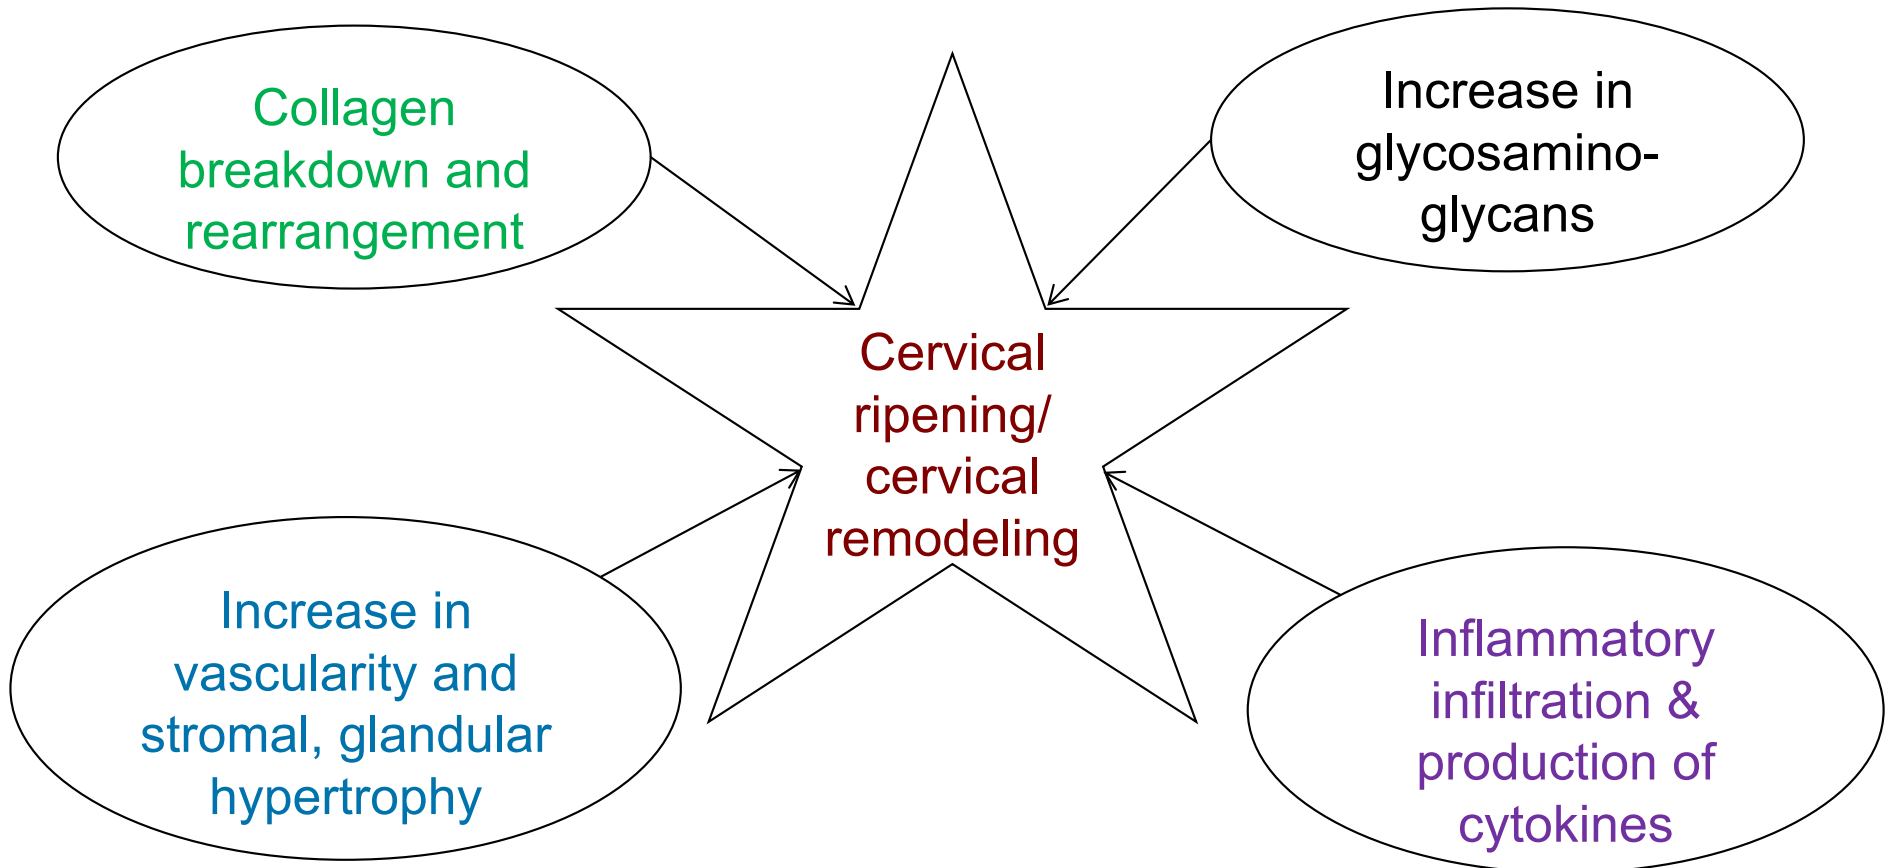 Collagen
breakdown and
rearrangement
Increase in
glycosamino-
glycans
Cervical
ripening/
cervical
remodeling
Increase in
vascularity and
stromal, glandular
hypertrophy
Inflammatory
infiltration &
production of
cytokines